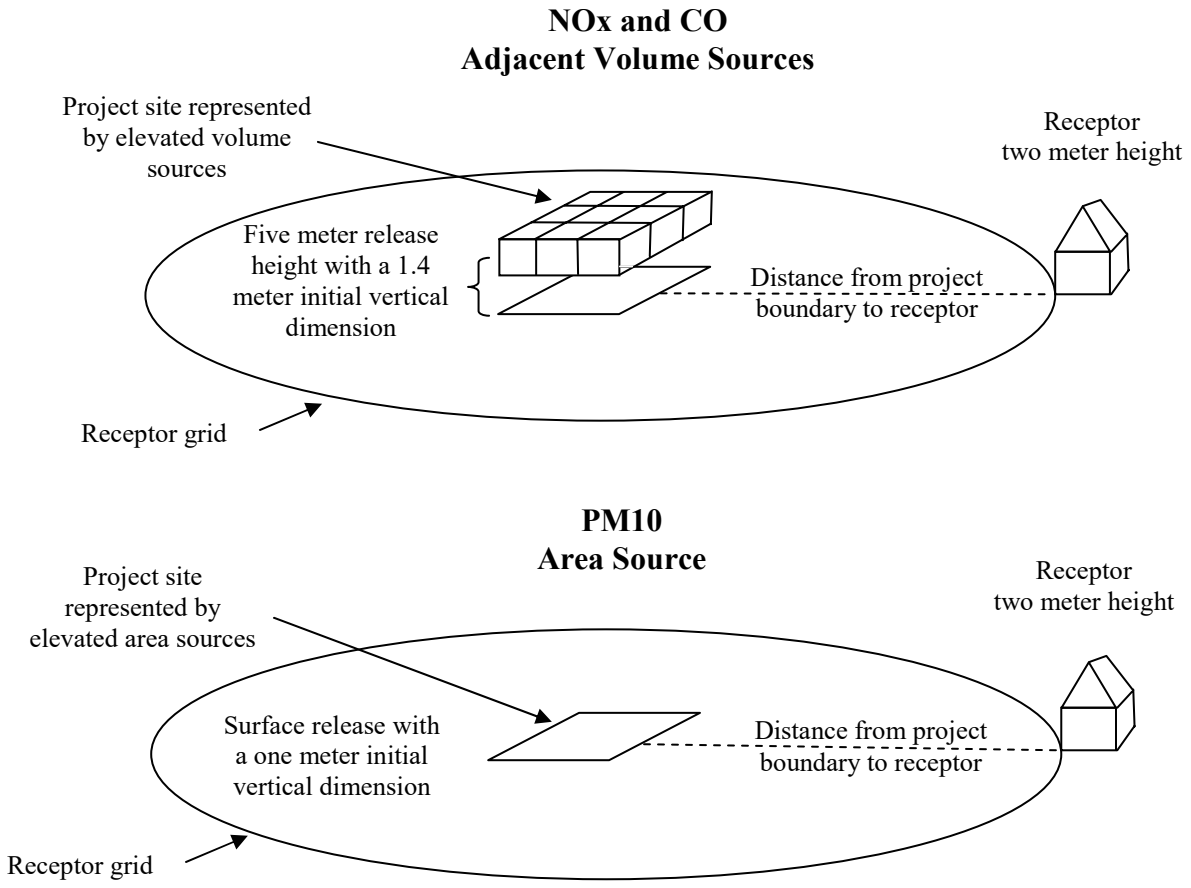 NOx and CO
Adjacent Volume Sources
Project site represented
by elevated volume
sources
Receptor
two meter height
Five meter release
height with a 1.4
meter initial vertical
dimension
Distance from project
boundary to receptor
Receptor grid
PM10
Area Source
Project site
represented by
elevated area sources
Receptor
two meter height
Surface release with
a one meter initial
vertical dimension
Distance from project
boundary to receptor
Receptor grid